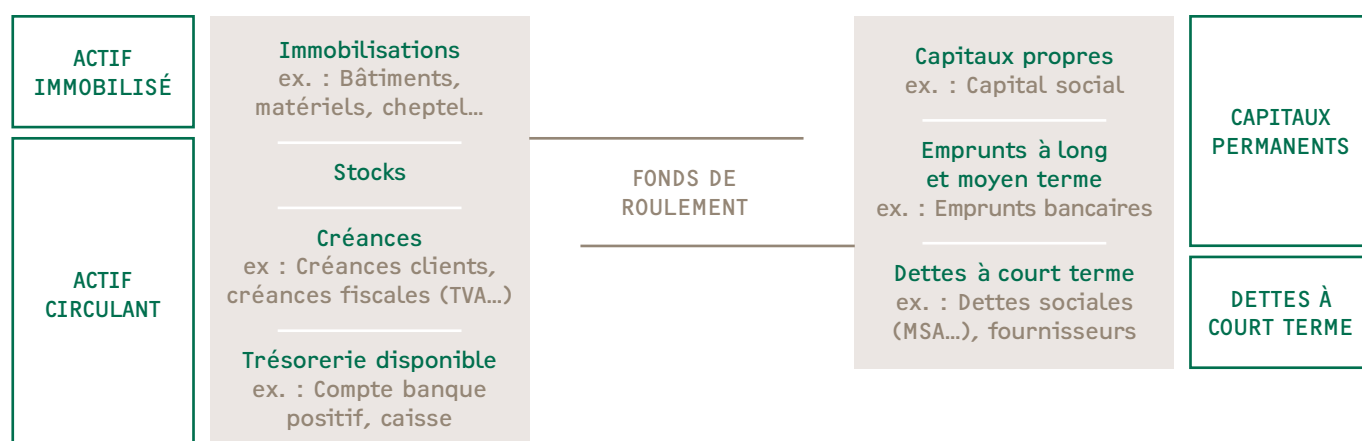 ACTIF
IMMOBILISÉ
Immobilisations
ex. : Bâtiments,
matériels, cheptel…
ACTIF
CIRCULANT
Stocks
Créances
ex : Créances clients,
créances fiscales (TVA…)
Trésorerie disponible
ex. : Compte banque
positif, caisse
FONDS DE
ROULEMENT
Capitaux propres
ex. : Capital social
Emprunts à long
et moyen terme
ex. : Emprunts bancaires
Dettes à court terme
ex. : Dettes sociales
(MSA…), fournisseurs
CAPITAUX
PERMANENTS
DETTES À
COURT TERME